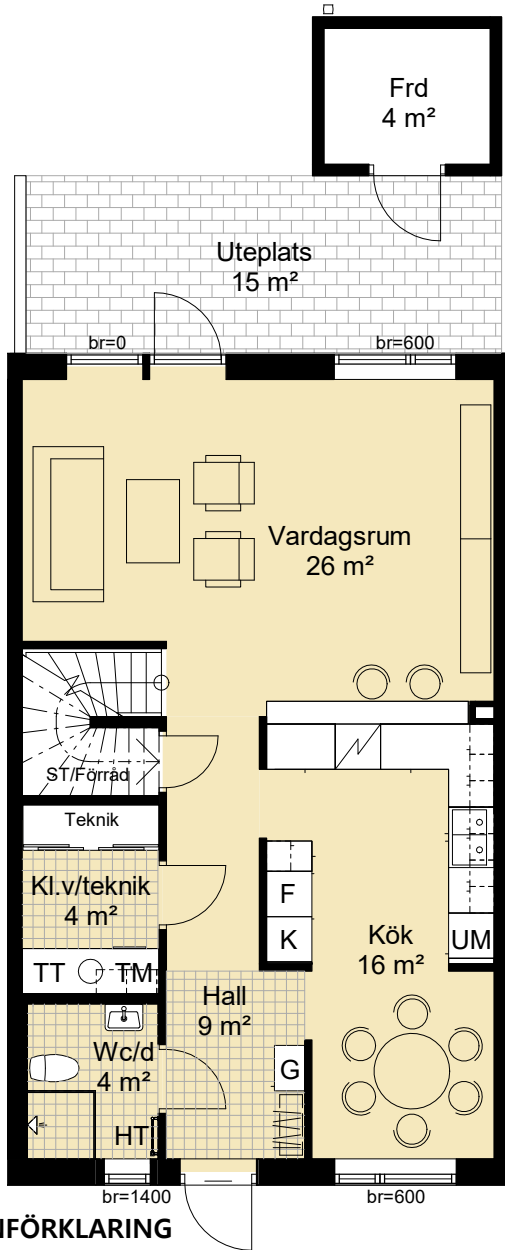 Frd
4 m²
Uteplats
15 m²
br=0
br=600
Vardagsrum
26 m²
ST/Förråd
Teknik
Kl.v/teknik
4 m²
F
K
Kök
16 m²
UM
TT
TM
Hall
9 m²
Wc/d
4 m²
G
HT
br=1400
br=600
NFÖRKLARING